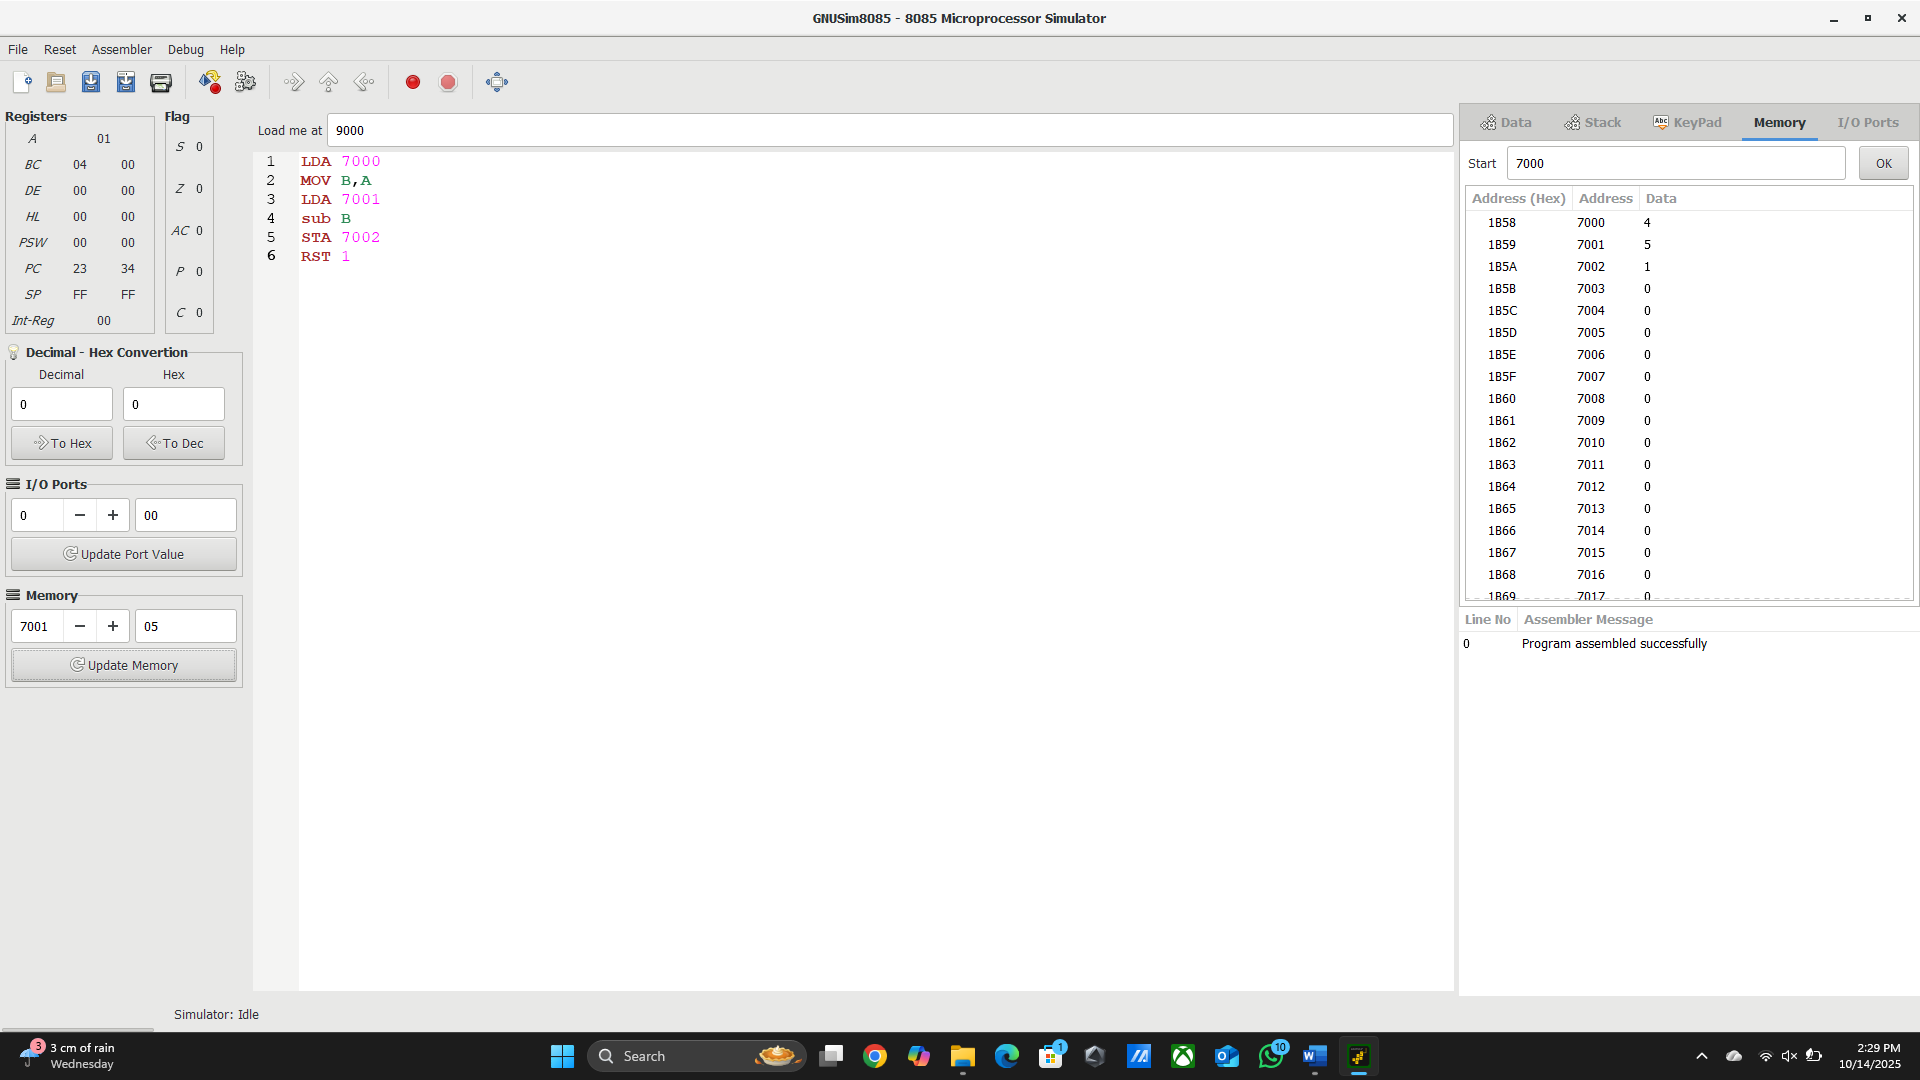 GNUSim8085 - 8085 Microprocessor Simulator
File Reset Assembler Debug Help
Registers
A 01
BC 04 00
DE 00 00
HL 00 00
PSW 00 00
PC 23 34
SP FF FF
Int-Reg 00
Flag
S 0
Z 0
AC 0
P 0
C 0
Decimal - Hex Convertion
Decimal Hex
0 0
To Hex To Dec
I/O Ports
0 − + 00
Update Port Value
Memory
7001 − + 05
Update Memory
Load me at 9000
1 LDA 7000
2 MOV B,A
3 LDA 7001
4 sub B
5 STA 7002
6 RST 1
Data Stack Abc KeyPad Memory I/O Ports
Start 7000 OK
Address (Hex) Address Data
1B58 7000 4
1B59 7001 5
1B5A 7002 1
1B5B 7003 0
1B5C 7004 0
1B5D 7005 0
1B5E 7006 0
1B5F 7007 0
1B60 7008 0
1B61 7009 0
1B62 7010 0
1B63 7011 0
1B64 7012 0
1B65 7013 0
1B66 7014 0
1B67 7015 0
1B68 7016 0
1B69 7017 0
Line No Assembler Message
0 Program assembled successfully
Simulator: Idle
3 3 cm of rain
Wednesday
Search
1
10
W
2:29 PM
10/14/2025